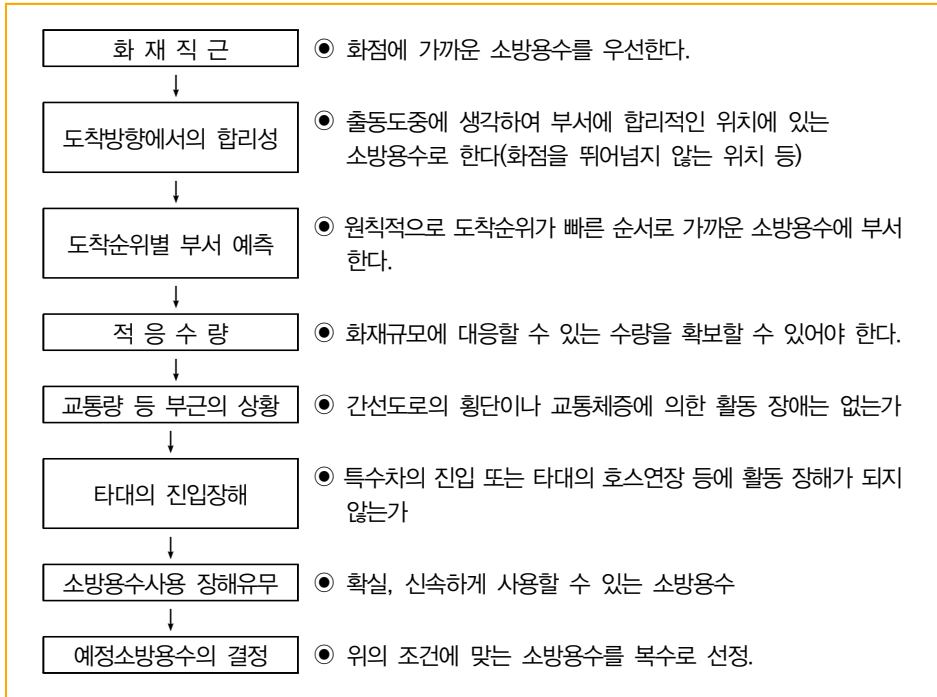 화 재 직 근
◉ 화점에 가까운 소방용수를 우선한다.
도착방향에서의 합리성
◉ 출동도중에 생각하여 부서에 합리적인 위치에 있는
소방용수로 한다(화점을 뛰어넘지 않는 위치 등)
도착순위별 부서 예측
◉ 원칙적으로 도착순위가 빠른 순서로 가까운 소방용수에 부서
한다.
적 응 수 량
◉ 화재규모에 대응할 수 있는 수량을 확보할 수 있어야 한다.
교통량 등 부근의 상황
◉ 간선도로의 횡단이나 교통체증에 의한 활동 장애는 없는가
타대의 진입장해
◉ 특수차의 진입 또는 타대의 호스연장 등에 활동 장해가 되지
않는가
소방용수사용 장해유무
◉ 확실, 신속하게 사용할 수 있는 소방용수
예정소방용수의 결정
◉ 위의 조건에 맞는 소방용수를 복수로 선정.